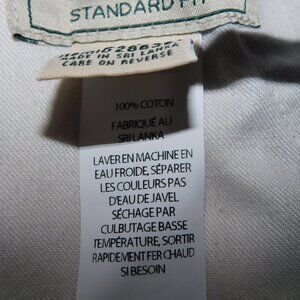 STANDARD FIT
MADE IN SRI LANKA
CARE ON REVERSE
100% COTON
FABRIQUÉ AU
SRI LANKA
LAVER EN MACHINE EN
EAU FROIDE, SÉPARER
LES COULEURS PAS
D'EAU DE JAVEL
SÉCHAGE PAR
CULBUTAGE BASSE
TEMPÉRATURE, SORTIR
RAPIDEMENT FER CHAUD
SI BESOIN